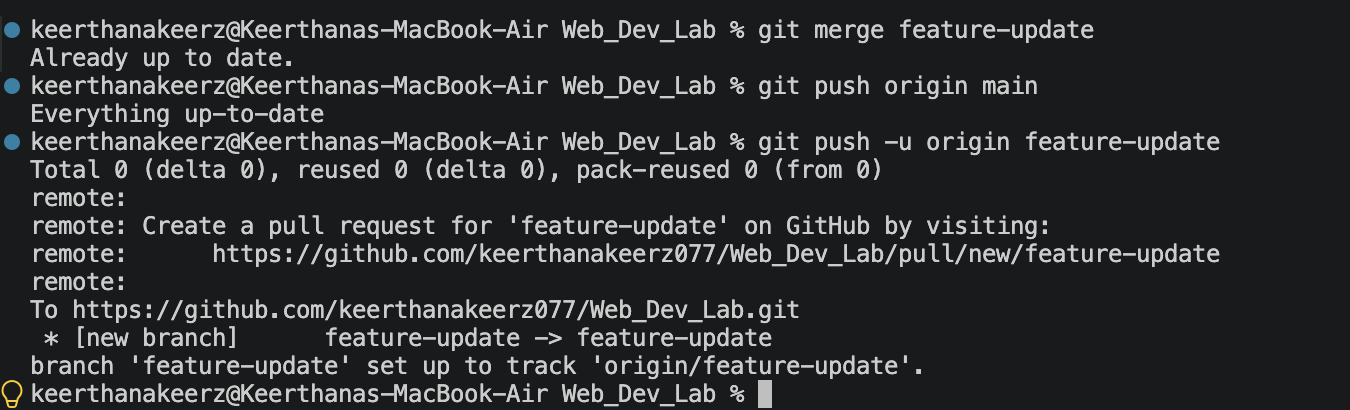 keerthanakeerz@Keerthanas-MacBook-Air Web_Dev_Lab % git merge feature-update
Already up to date.
keerthanakeerz@Keerthanas-MacBook-Air Web_Dev_Lab % git push origin main
Everything up-to-date
keerthanakeerz@Keerthanas-MacBook-Air Web_Dev_Lab % git push -u origin feature-update
Total 0 (delta 0), reused 0 (delta 0), pack-reused 0 (from 0)
remote:
remote: Create a pull request for 'feature-update' on GitHub by visiting:
remote:      https://github.com/keerthanakeerz077/Web_Dev_Lab/pull/new/feature-update
remote:
To https://github.com/keerthanakeerz077/Web_Dev_Lab.git
 * [new branch]      feature-update -> feature-update
branch 'feature-update' set up to track 'origin/feature-update'.
keerthanakeerz@Keerthanas-MacBook-Air Web_Dev_Lab %